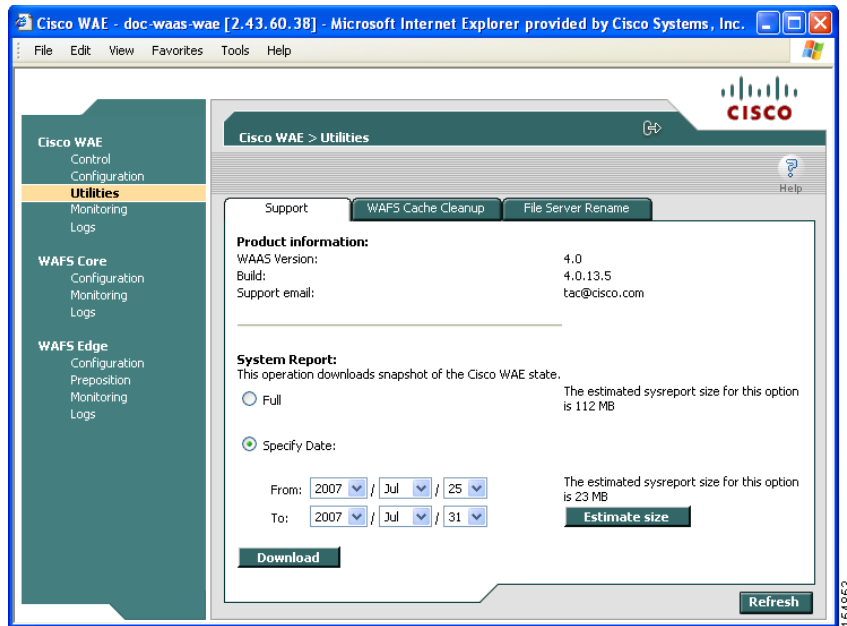 Cisco WAE - doc-waas-wae [2.43.60.38] - Microsoft Internet Explorer provided by Cisco Systems, Inc.
File Edit View Favorites Tools Help
CISCO
Cisco WAE > Utilities
Help
Cisco WAE
Control
Configuration
Utilities
Monitoring
Logs
WAFS Core
Configuration
Monitoring
Logs
WAFS Edge
Configuration
Preposition
Monitoring
Logs
Support WAFS Cache Cleanup File Server Rename
Product information:
WAAS Version: 4.0
Build: 4.0.13.5
Support email: tac@cisco.com
System Report:
This operation downloads snapshot of the Cisco WAE state.
Full
The estimated sysreport size for this option
is 112 MB
Specify Date:
From: 2007 / Jul / 25
The estimated sysreport size for this option
is 23 MB
To: 2007 / Jul / 31
Estimate size
Download
Refresh
154863